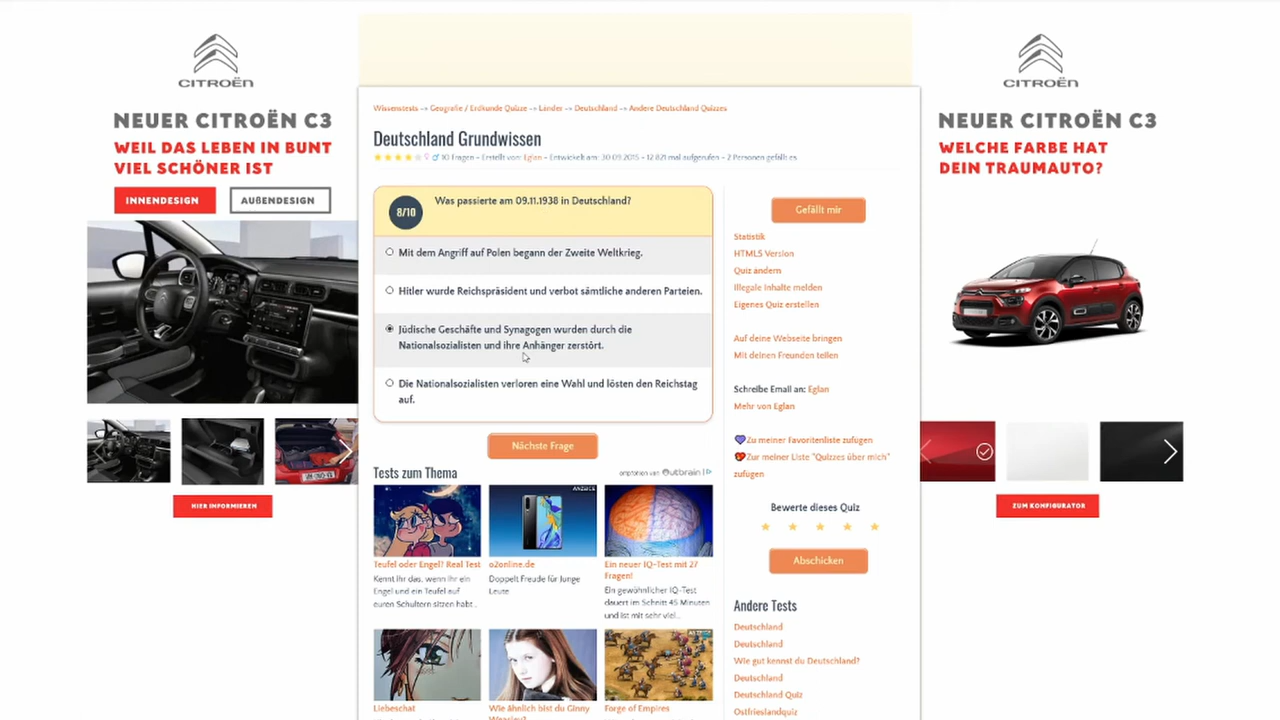 CITROËN
NEUER CITROËN C3
WEIL DAS LEBEN IN BUNT
VIEL SCHÖNER IST
INNENDESIGN
AUßENDESIGN
HIER INFORMIEREN
Wissenstests -> Geografie / Erdkunde Quizze -> Länder -> Deutschland -> Andere Deutschland Quizzes
Deutschland Grundwissen
10 Fragen - Erstellt von: Eglan - Entwickelt am: 30.09.2015 - 12.821 mal aufgerufen - 2 Personen gefällt es
8/10
Was passierte am 09.11.1938 in Deutschland?
Mit dem Angriff auf Polen begann der Zweite Weltkrieg.
Hitler wurde Reichspräsident und verbot sämtliche anderen Parteien.
Jüdische Geschäfte und Synagogen wurden durch die
Nationalsozialisten und ihre Anhänger zerstört.
Die Nationalsozialisten verloren eine Wahl und lösten den Reichstag
auf.
Nächste Frage
Tests zum Thema
empfohlen von outbrain
ANZEIGE
Teufel oder Engel? Real Test
Kennt ihr das, wenn ihr ein
Engel und ein Teufel auf
euren Schultern sitzen habt .
o2online.de
Doppelt Freude für Junge
Leute
Ein neuer IQ-Test mit 27
Fragen!
Ein gewöhnlicher IQ-Test
dauert im Schnitt 45 Minuten
und ist mit sehr viel...
Liebeschat
Wie ähnlich bist du Ginny
Weasley?
Forge of Empires
Gefällt mir
Statistik
HTML5 Version
Quiz ändern
Illegale Inhalte melden
Eigenes Quiz erstellen
Auf deine Webseite bringen
Mit deinen Freunden teilen
Schreibe Email an: Eglan
Mehr von Eglan
Zu meiner Favoritenliste zufügen
Zur meiner Liste "Quizzes über mich"
zufügen
Bewerte dieses Quiz
Abschicken
Andere Tests
Deutschland
Deutschland
Wie gut kennst du Deutschland?
Deutschland
Deutschland Quiz
Ostfrieslandquiz
CITROËN
NEUER CITROËN C3
WELCHE FARBE HAT
DEIN TRAUMAUTO?
ZUM KONFIGURATOR